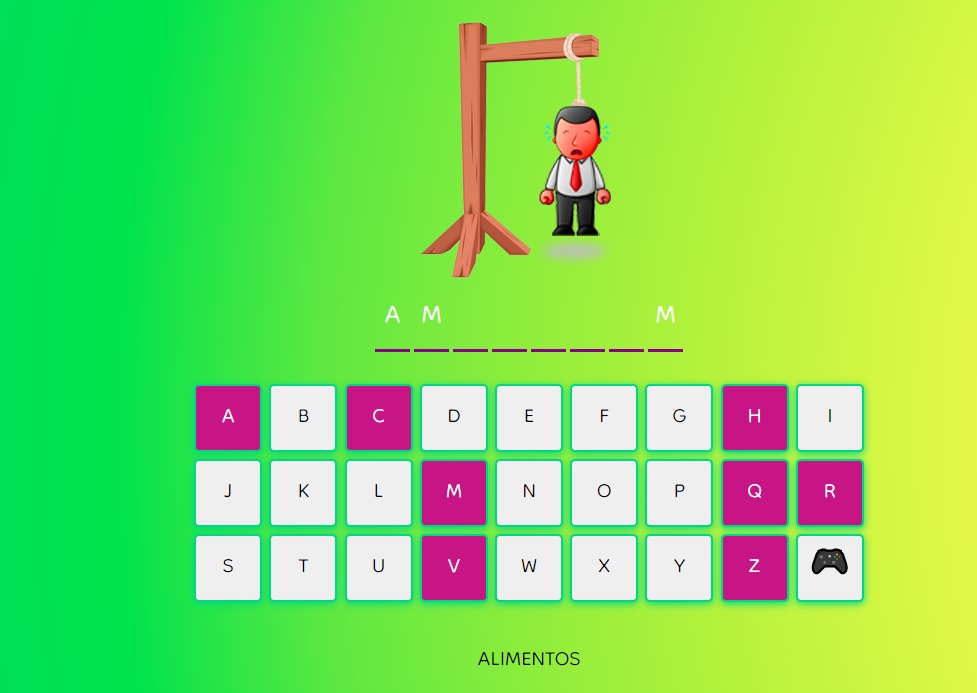 A M M
A B C D E F G H I
J K L M N O P Q R
S T U V W X Y Z
ALIMENTOS